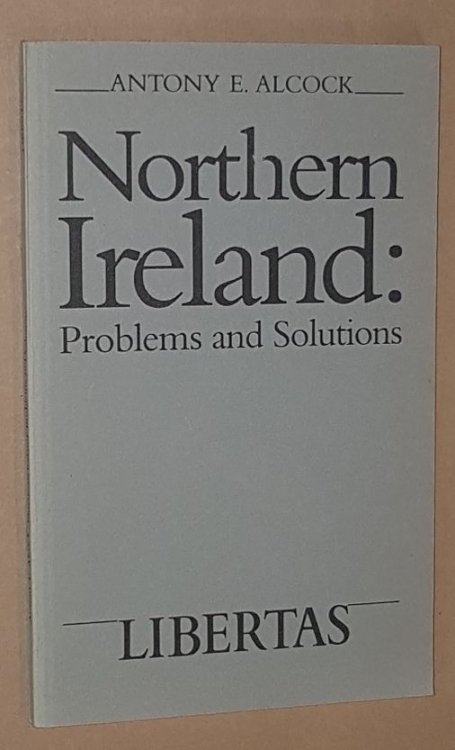 ANTONY E. ALCOCK
Northern
Ireland:
Problems and Solutions
LIBERTAS